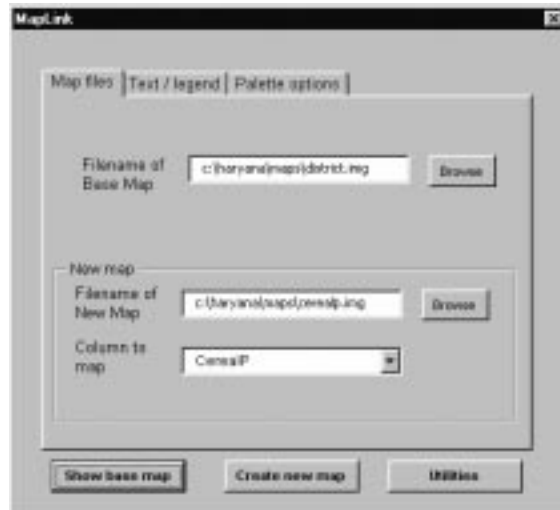 MapLink
Map files Text / legend Palette options
Filename of
Base Map
c:\haryana\maps\district.img
Browse
New map
Filename of
New Map
c:\haryana\maps\cerealp.img
Browse
Column to
map
CerealP
Show base map Create new map Utilities